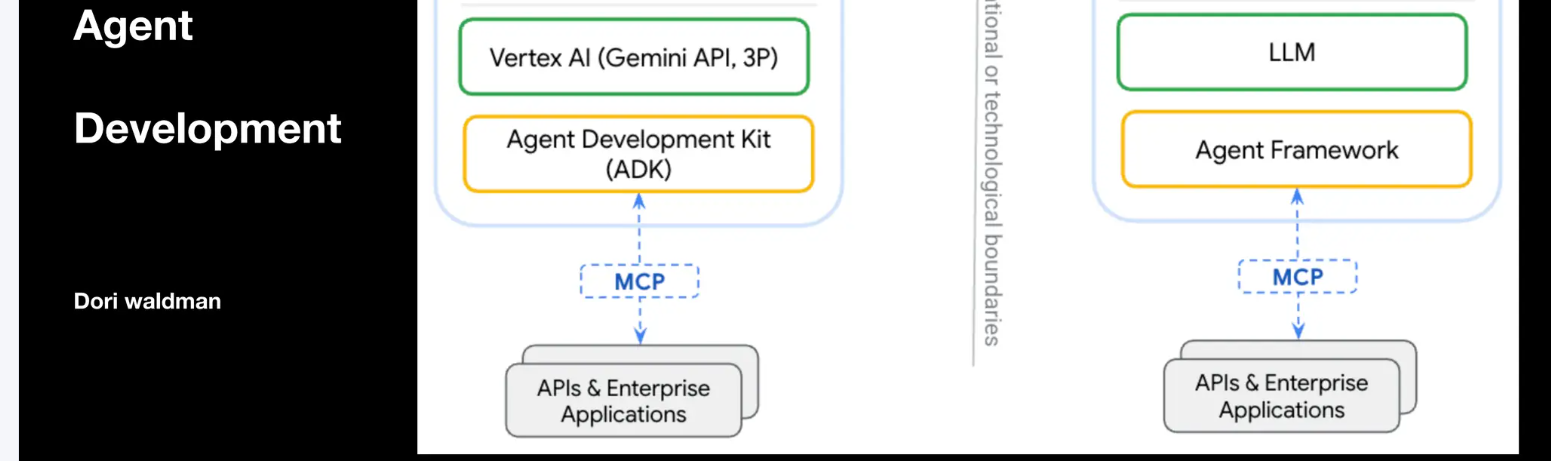 Agent
Development
Dori waldman
Vertex AI (Gemini API, 3P)
Agent Development Kit
(ADK)
MCP
APIs & Enterprise
Applications
tional or technological boundaries
LLM
Agent Framework
MCP
APIs & Enterprise
Applications